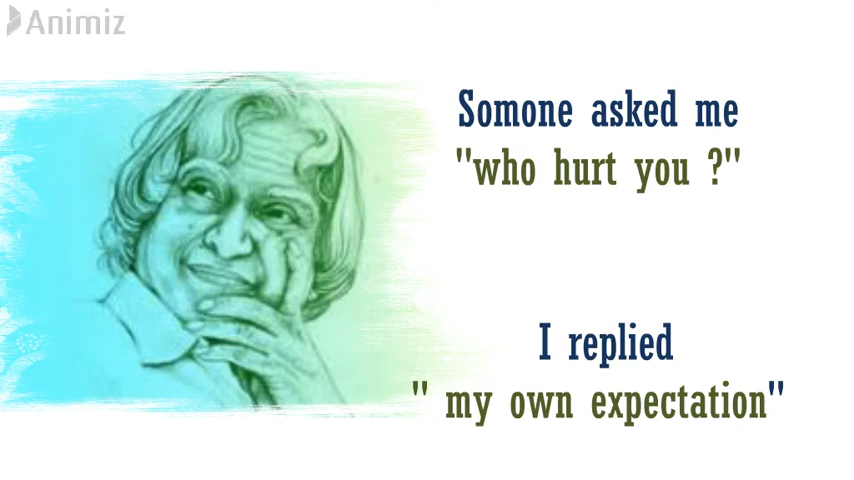 Animiz
Somone asked me
"who hurt you ?"
I replied
" my own expectation"